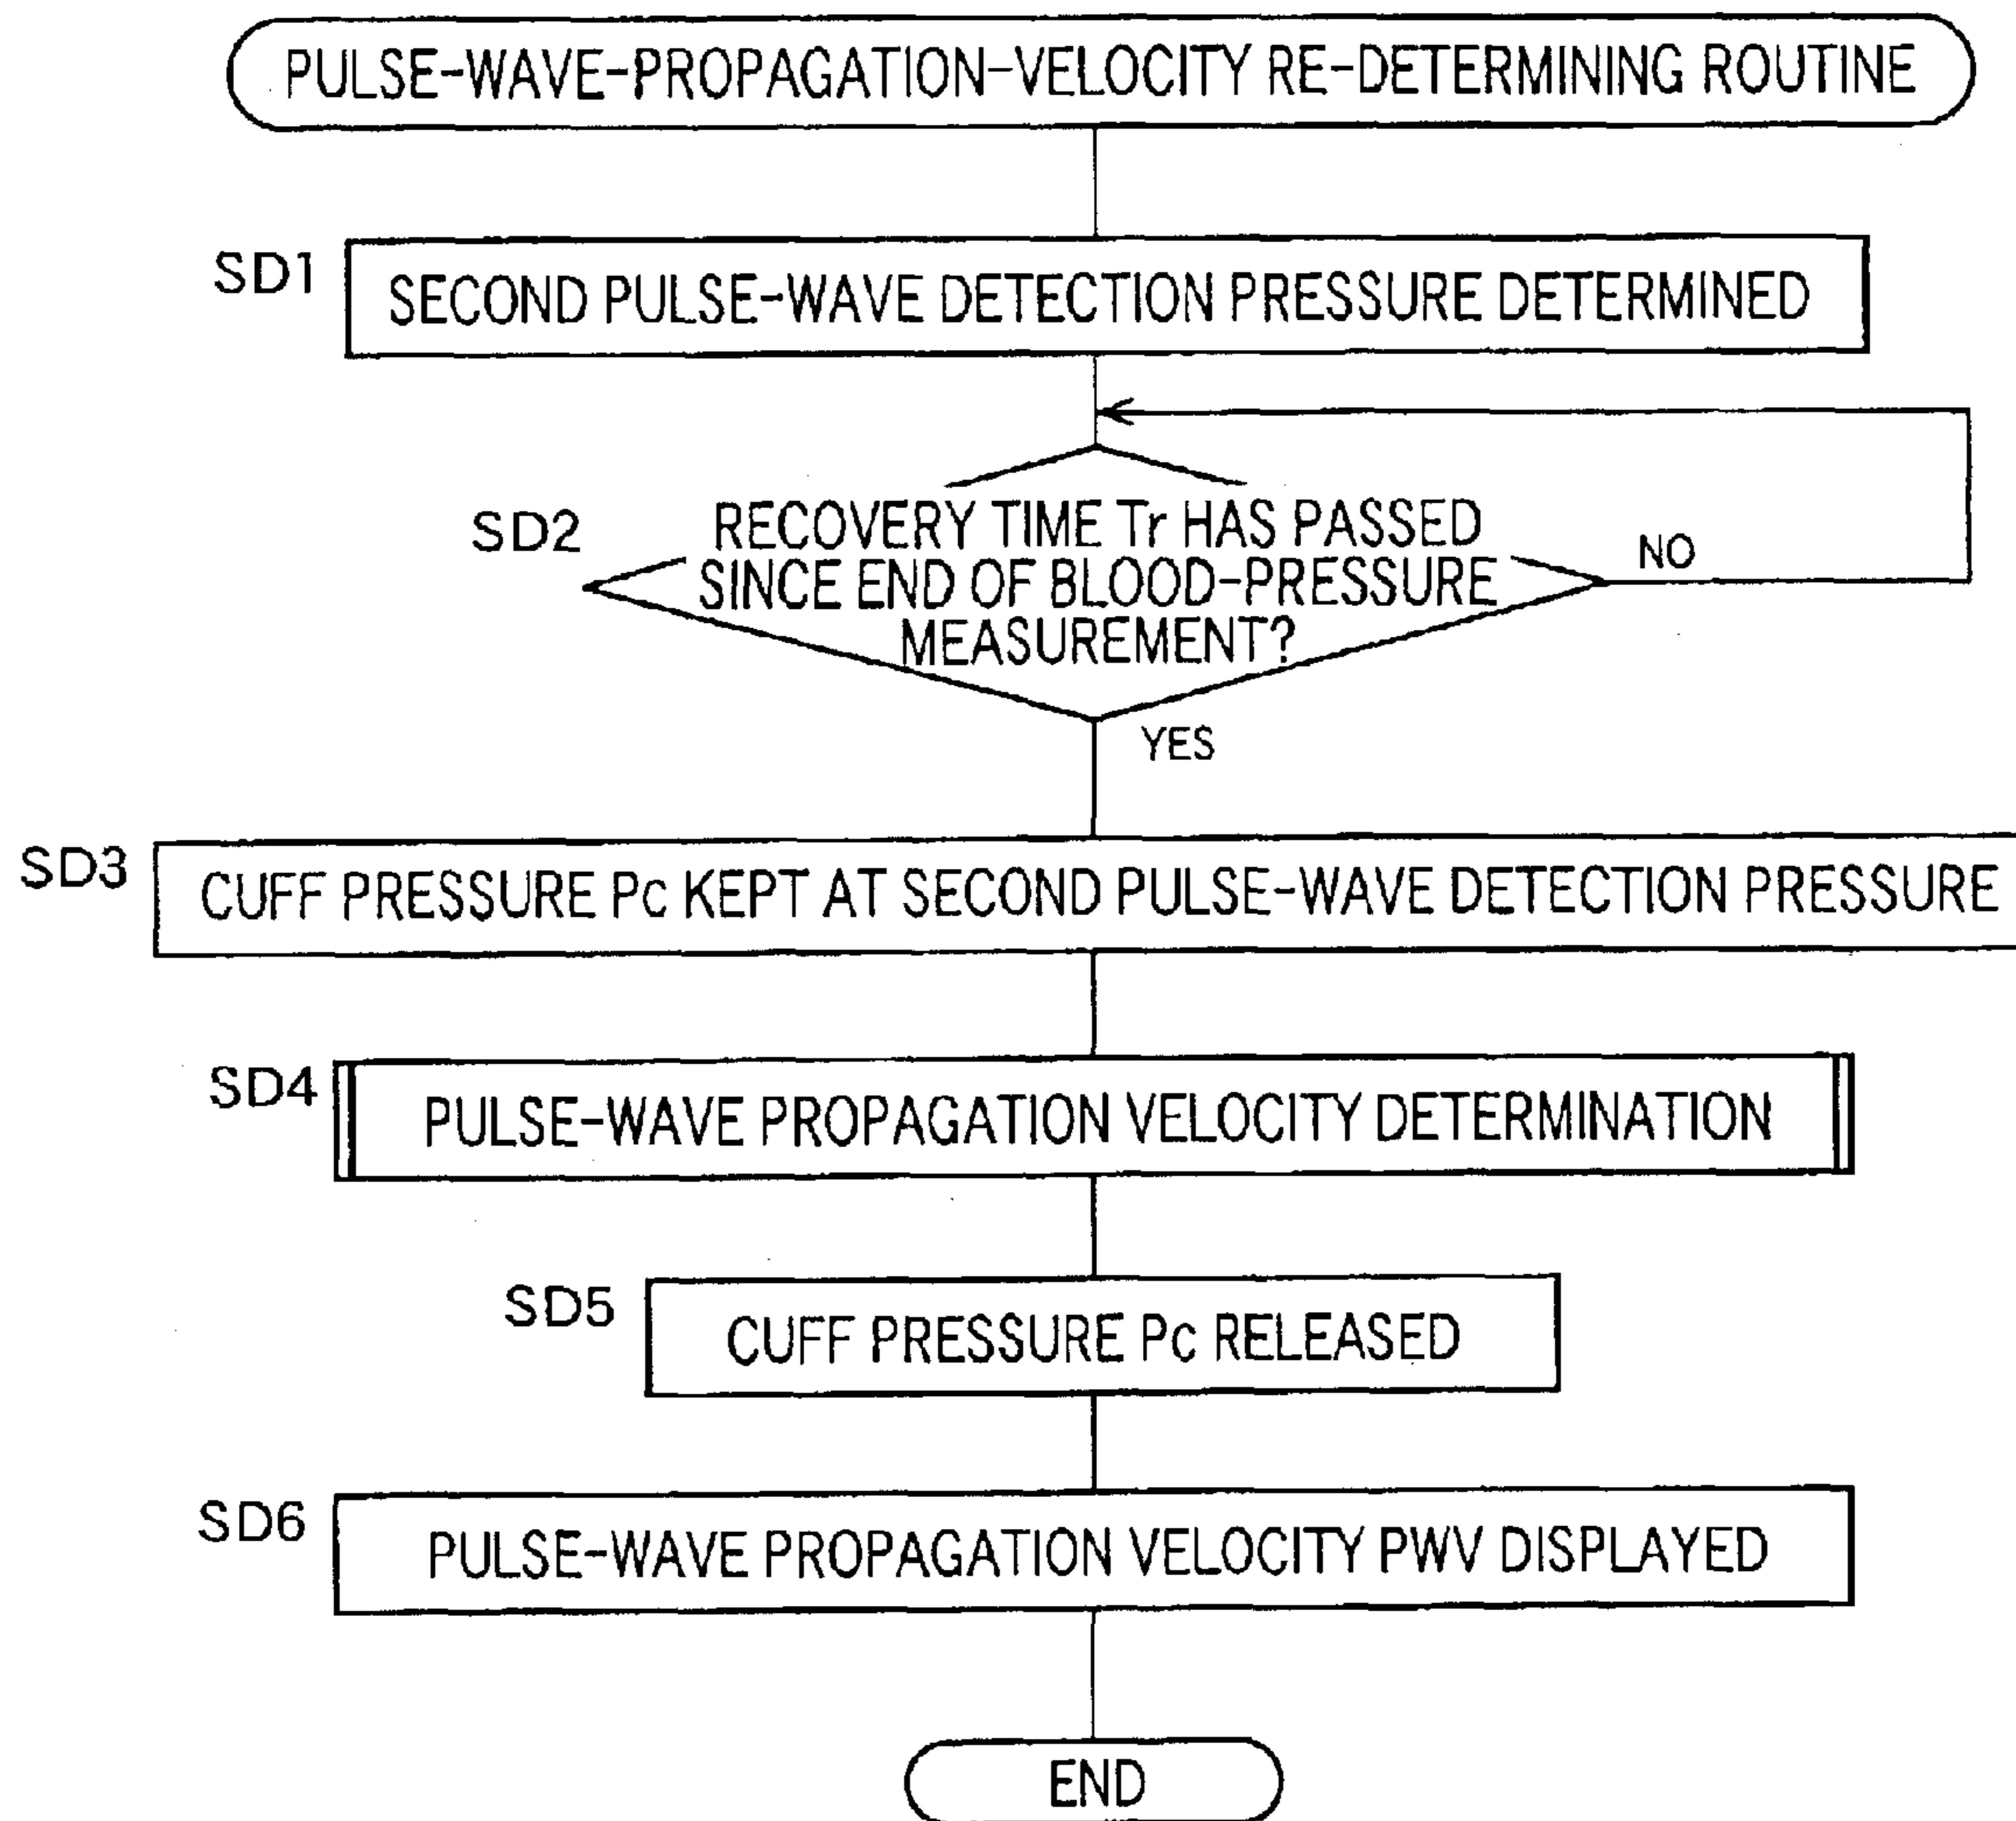 PULSE-WAVE-PROPAGATION-VELOCITY RE-DETERMINING ROUTINE
SD1
SECOND PULSE-WAVE DETECTION PRESSURE DETERMINED
SD2
RECOVERY TIME Tr HAS PASSED
SINCE END OF BLOOD-PRESSURE
MEASUREMENT?
NO
YES
SD3
CUFF PRESSURE Pc KEPT AT SECOND PULSE-WAVE DETECTION PRESSURE
SD4
PULSE-WAVE PROPAGATION VELOCITY DETERMINATION
SD5
CUFF PRESSURE Pc RELEASED
SD6
PULSE-WAVE PROPAGATION VELOCITY PWV DISPLAYED
END